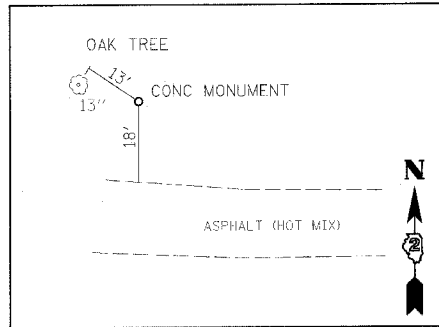 OAK TREE
13'
CONC MONUMENT
13"
18'
N
ASPHALT (HOT MIX)
2